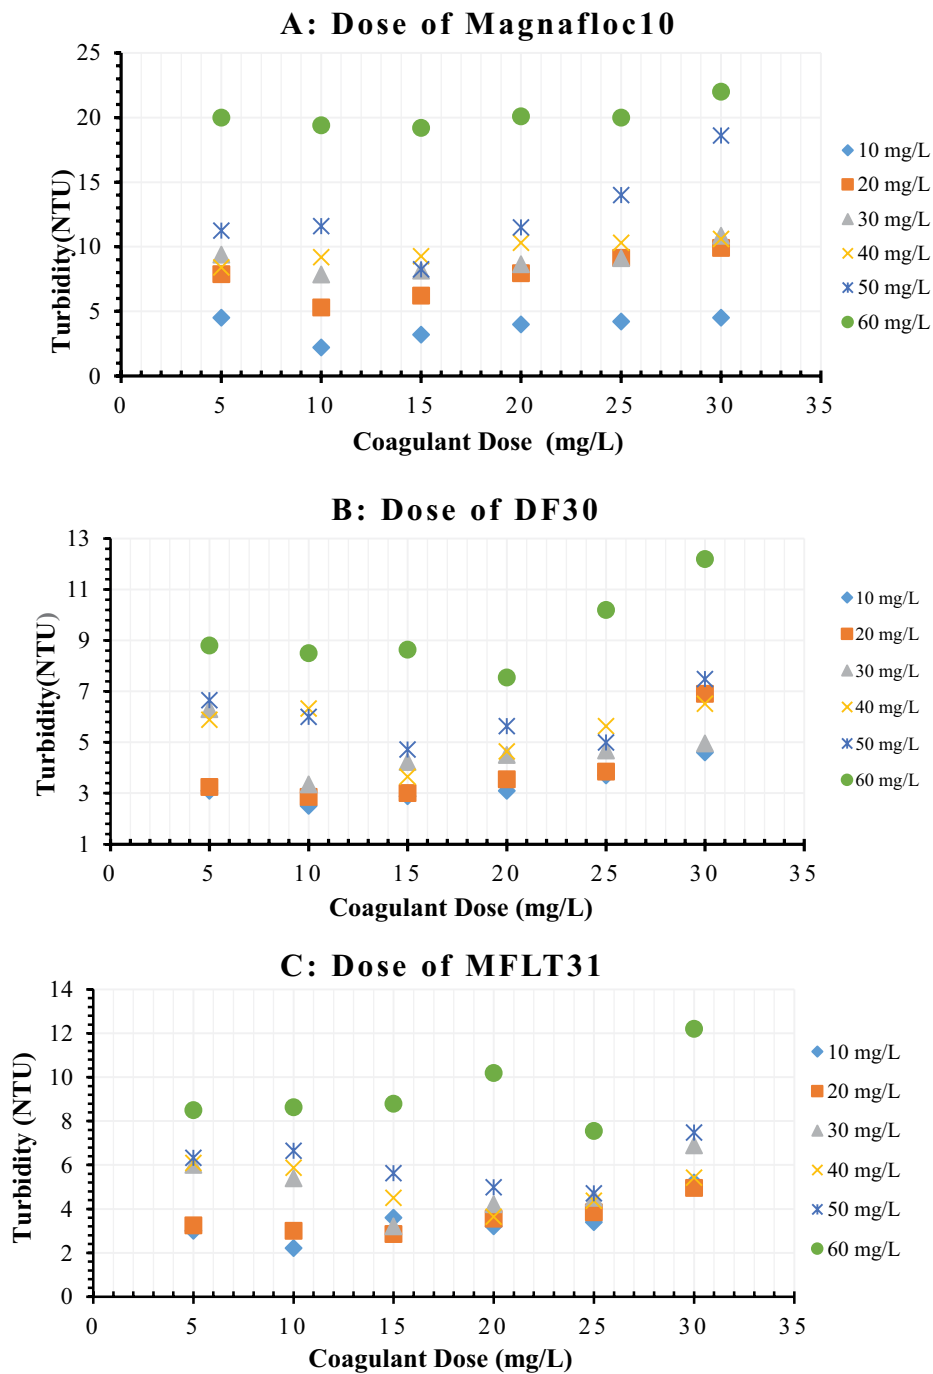 A: Dose of Magnafloc10
25
20
15
10
5
0
Turbidity(NTU)
0 5 10 15 20 25 30 35
Coagulant Dose (mg/L)
10 mg/L
20 mg/L
30 mg/L
40 mg/L
50 mg/L
60 mg/L
B: Dose of DF30
13
11
9
7
5
3
1
Turbidity(NTU)
0 5 10 15 20 25 30 35
Coagulant Dose (mg/L)
10 mg/L
20 mg/L
30 mg/L
40 mg/L
50 mg/L
60 mg/L
C: Dose of MFLT31
14
12
10
8
6
4
2
0
Turbidity (NTU)
0 5 10 15 20 25 30 35
Coagulant Dose (mg/L)
10 mg/L
20 mg/L
30 mg/L
40 mg/L
50 mg/L
60 mg/L